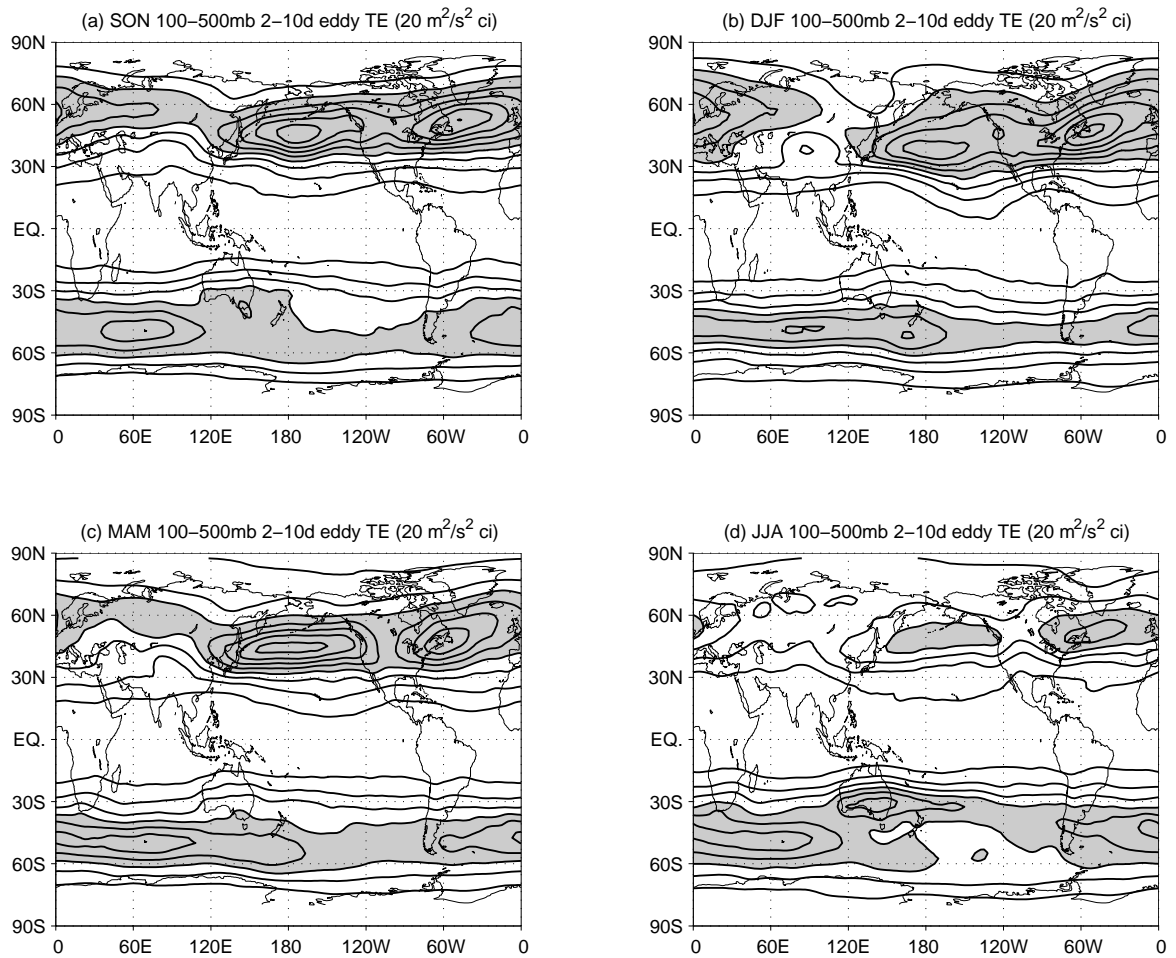 (a) SON 100–500mb 2–10d eddy TE (20 m²/s² ci)
90N
60N
30N
EQ.
30S
60S
90S
0 60E 120E 180 120W 60W 0
(b) DJF 100–500mb 2–10d eddy TE (20 m²/s² ci)
90N
60N
30N
EQ.
30S
60S
90S
0 60E 120E 180 120W 60W 0
(c) MAM 100–500mb 2–10d eddy TE (20 m²/s² ci)
90N
60N
30N
EQ.
30S
60S
90S
0 60E 120E 180 120W 60W 0
(d) JJA 100–500mb 2–10d eddy TE (20 m²/s² ci)
90N
60N
30N
EQ.
30S
60S
90S
0 60E 120E 180 120W 60W 0